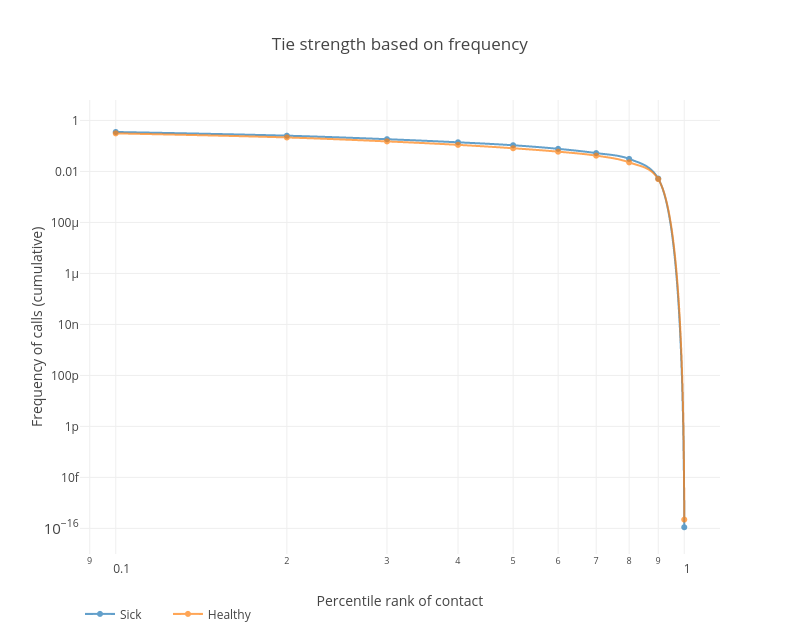 Tie strength based on frequency
Frequency of calls (cumulative)
1
0.01
100μ
1μ
10n
100p
1p
10f
10−16
9 2 3 4 5 6 7 8 9
0.1 1
Percentile rank of contact
Sick Healthy